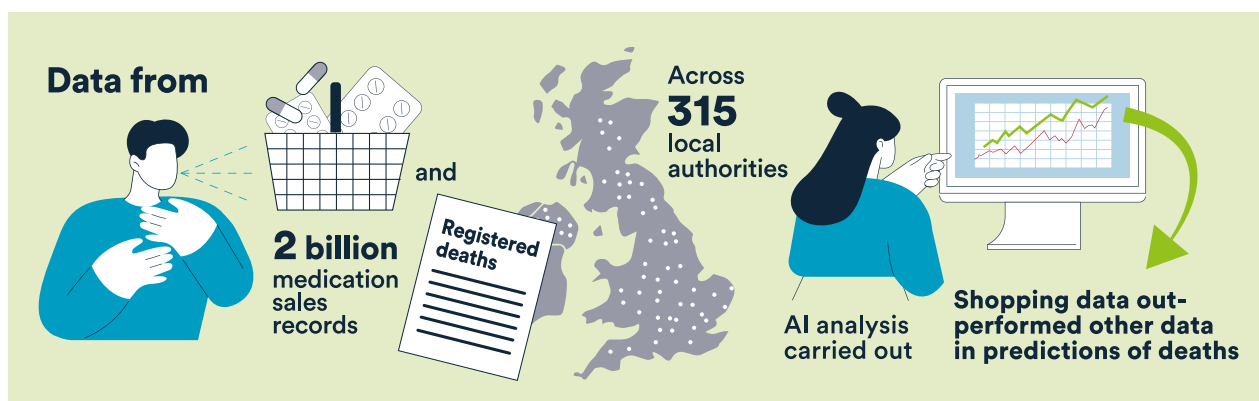 Data from
2 billion
medication
sales
records
and
Registered
deaths
Across
315
local
authorities
AI analysis
carried out
Shopping data out-
performed other data
in predictions of deaths